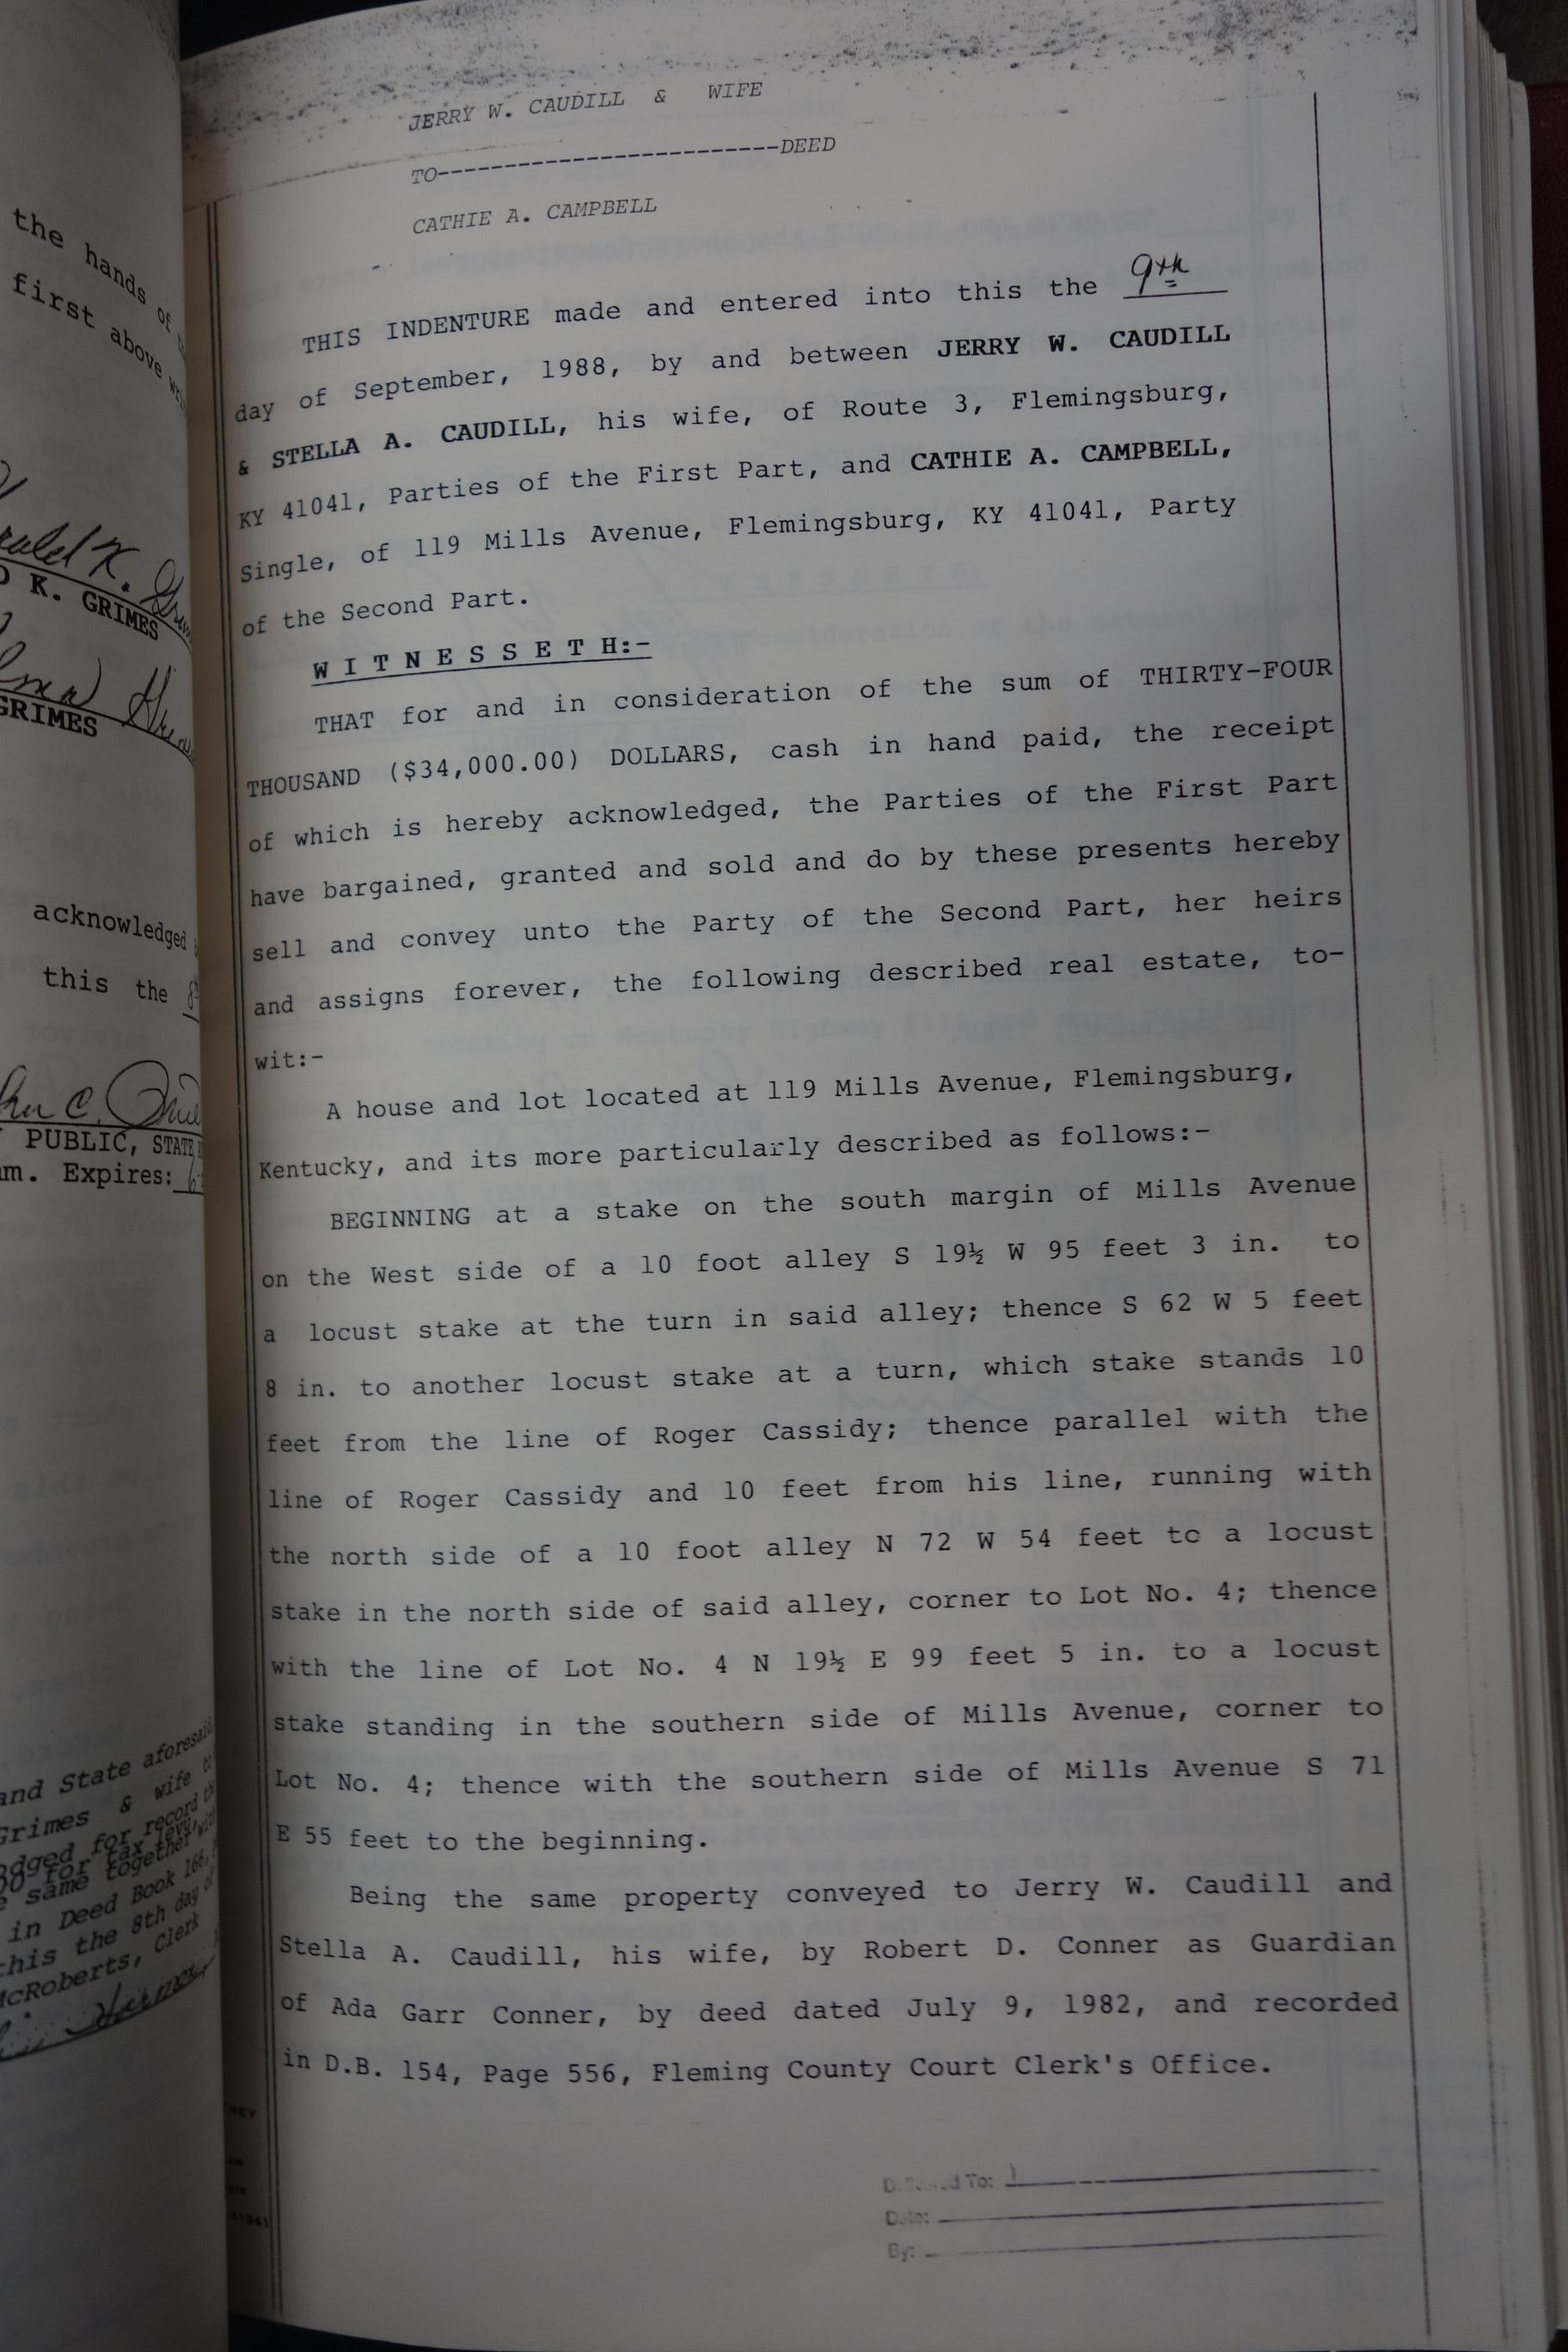 the hands of
first above
K. GRIMES
GRIMES
acknowledged
this the
PUBLIC, STATE
Expires:
and State aforesaid
Grimes & wife to
for record
for tax
same together
in Deed Book 166,
this the 8th day of
McRoberts, Clerk
JERRY W. CAUDILL & WIFE
TO-------------------------DEED
CATHIE A. CAMPBELL
THIS INDENTURE made and entered into this the 9th
day of September, 1988, by and between JERRY W. CAUDILL
& STELLA A. CAUDILL, his wife, of Route 3, Flemingsburg,
KY 41041, Parties of the First Part, and CATHIE A. CAMPBELL,
Single, of 119 Mills Avenue, Flemingsburg, KY 41041, Party
of the Second Part.
W I T N E S S E T H:-
THAT for and in consideration of the sum of THIRTY-FOUR
THOUSAND ($34,000.00) DOLLARS, cash in hand paid, the receipt
of which is hereby acknowledged, the Parties of the First Part
have bargained, granted and sold and do by these presents hereby
sell and convey unto the Party of the Second Part, her heirs
and assigns forever, the following described real estate, to-
wit:-
A house and lot located at 119 Mills Avenue, Flemingsburg,
Kentucky, and its more particularly described as follows:-
BEGINNING at a stake on the south margin of Mills Avenue
on the West side of a 10 foot alley S 19½ W 95 feet 3 in. to
a locust stake at the turn in said alley; thence S 62 W 5 feet
8 in. to another locust stake at a turn, which stake stands 10
feet from the line of Roger Cassidy; thence parallel with the
line of Roger Cassidy and 10 feet from his line, running with
the north side of a 10 foot alley N 72 W 54 feet to a locust
stake in the north side of said alley, corner to Lot No. 4; thence
with the line of Lot No. 4 N 19½ E 99 feet 5 in. to a locust
stake standing in the southern side of Mills Avenue, corner to
Lot No. 4; thence with the southern side of Mills Avenue S 71
E 55 feet to the beginning.
Being the same property conveyed to Jerry W. Caudill and
Stella A. Caudill, his wife, by Robert D. Conner as Guardian
of Ada Garr Conner, by deed dated July 9, 1982, and recorded
in D.B. 154, Page 556, Fleming County Court Clerk's Office.
To:
Date:
By: